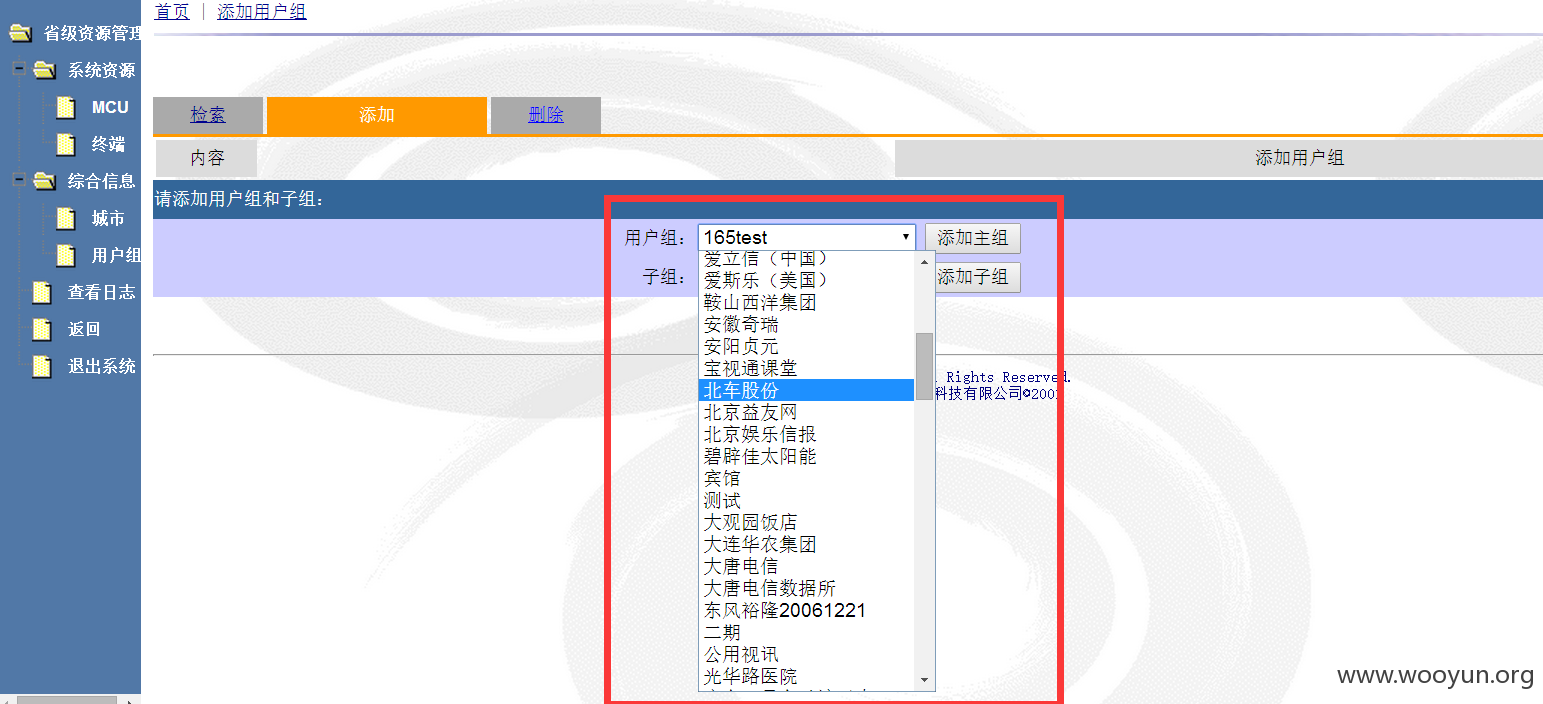 首页 | 添加用户组
省级资源管理
系统资源
MCU
终端
综合信息
城市
用户组
查看日志
返回
退出系统
检索 添加 删除
内容 添加用户组
请添加用户组和子组:
用户组: 165test 添加主组
子组: 添加子组
爱立信（中国）
爱斯乐（美国）
鞍山西洋集团
安徽奇瑞
安阳贞元
宝视通课堂
北车股份
北京益友网
北京娱乐信报
碧辟佳太阳能
宾馆
测试
大观园饭店
大连华农集团
大唐电信
大唐电信数据所
东风裕隆20061221
二期
公用视讯
光华路医院
Rights Reserved.
科技有限公司©200
www.wooyun.org